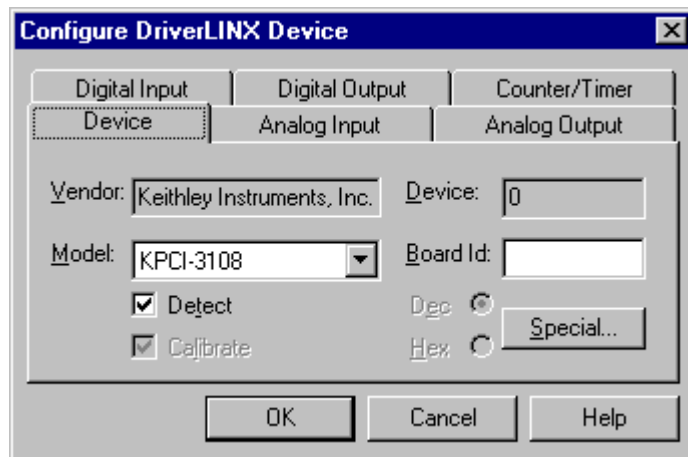 Configure DriverLINX Device
Digital Input Digital Output Counter/Timer
Device Analog Input Analog Output
Vendor: Keithley Instruments, Inc. Device: 0
Model: KPCI-3108 Board Id:
Detect Dec
Special...
Calibrate Hex
OK Cancel Help